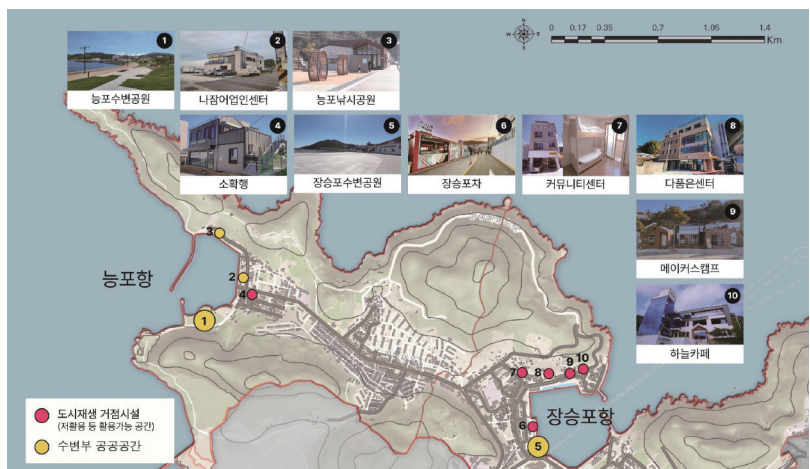 N
W
E
S
0
0.17
0.35
0.7
1.05
1.4
Km
1
능포수변공원
2
나잠어업인센터
3
능포낚시공원
4
소확행
5
장승포수변공원
6
장승포차
7
커뮤니티센터
8
다품은센터
9
메이커스캠프
10
하늘카페
3
능포항
2
4
1
7
8
9
10
장승포항
6
5
도시재생 거점시설
(저활용 등 활용가능 공간)
수변부 공공공간